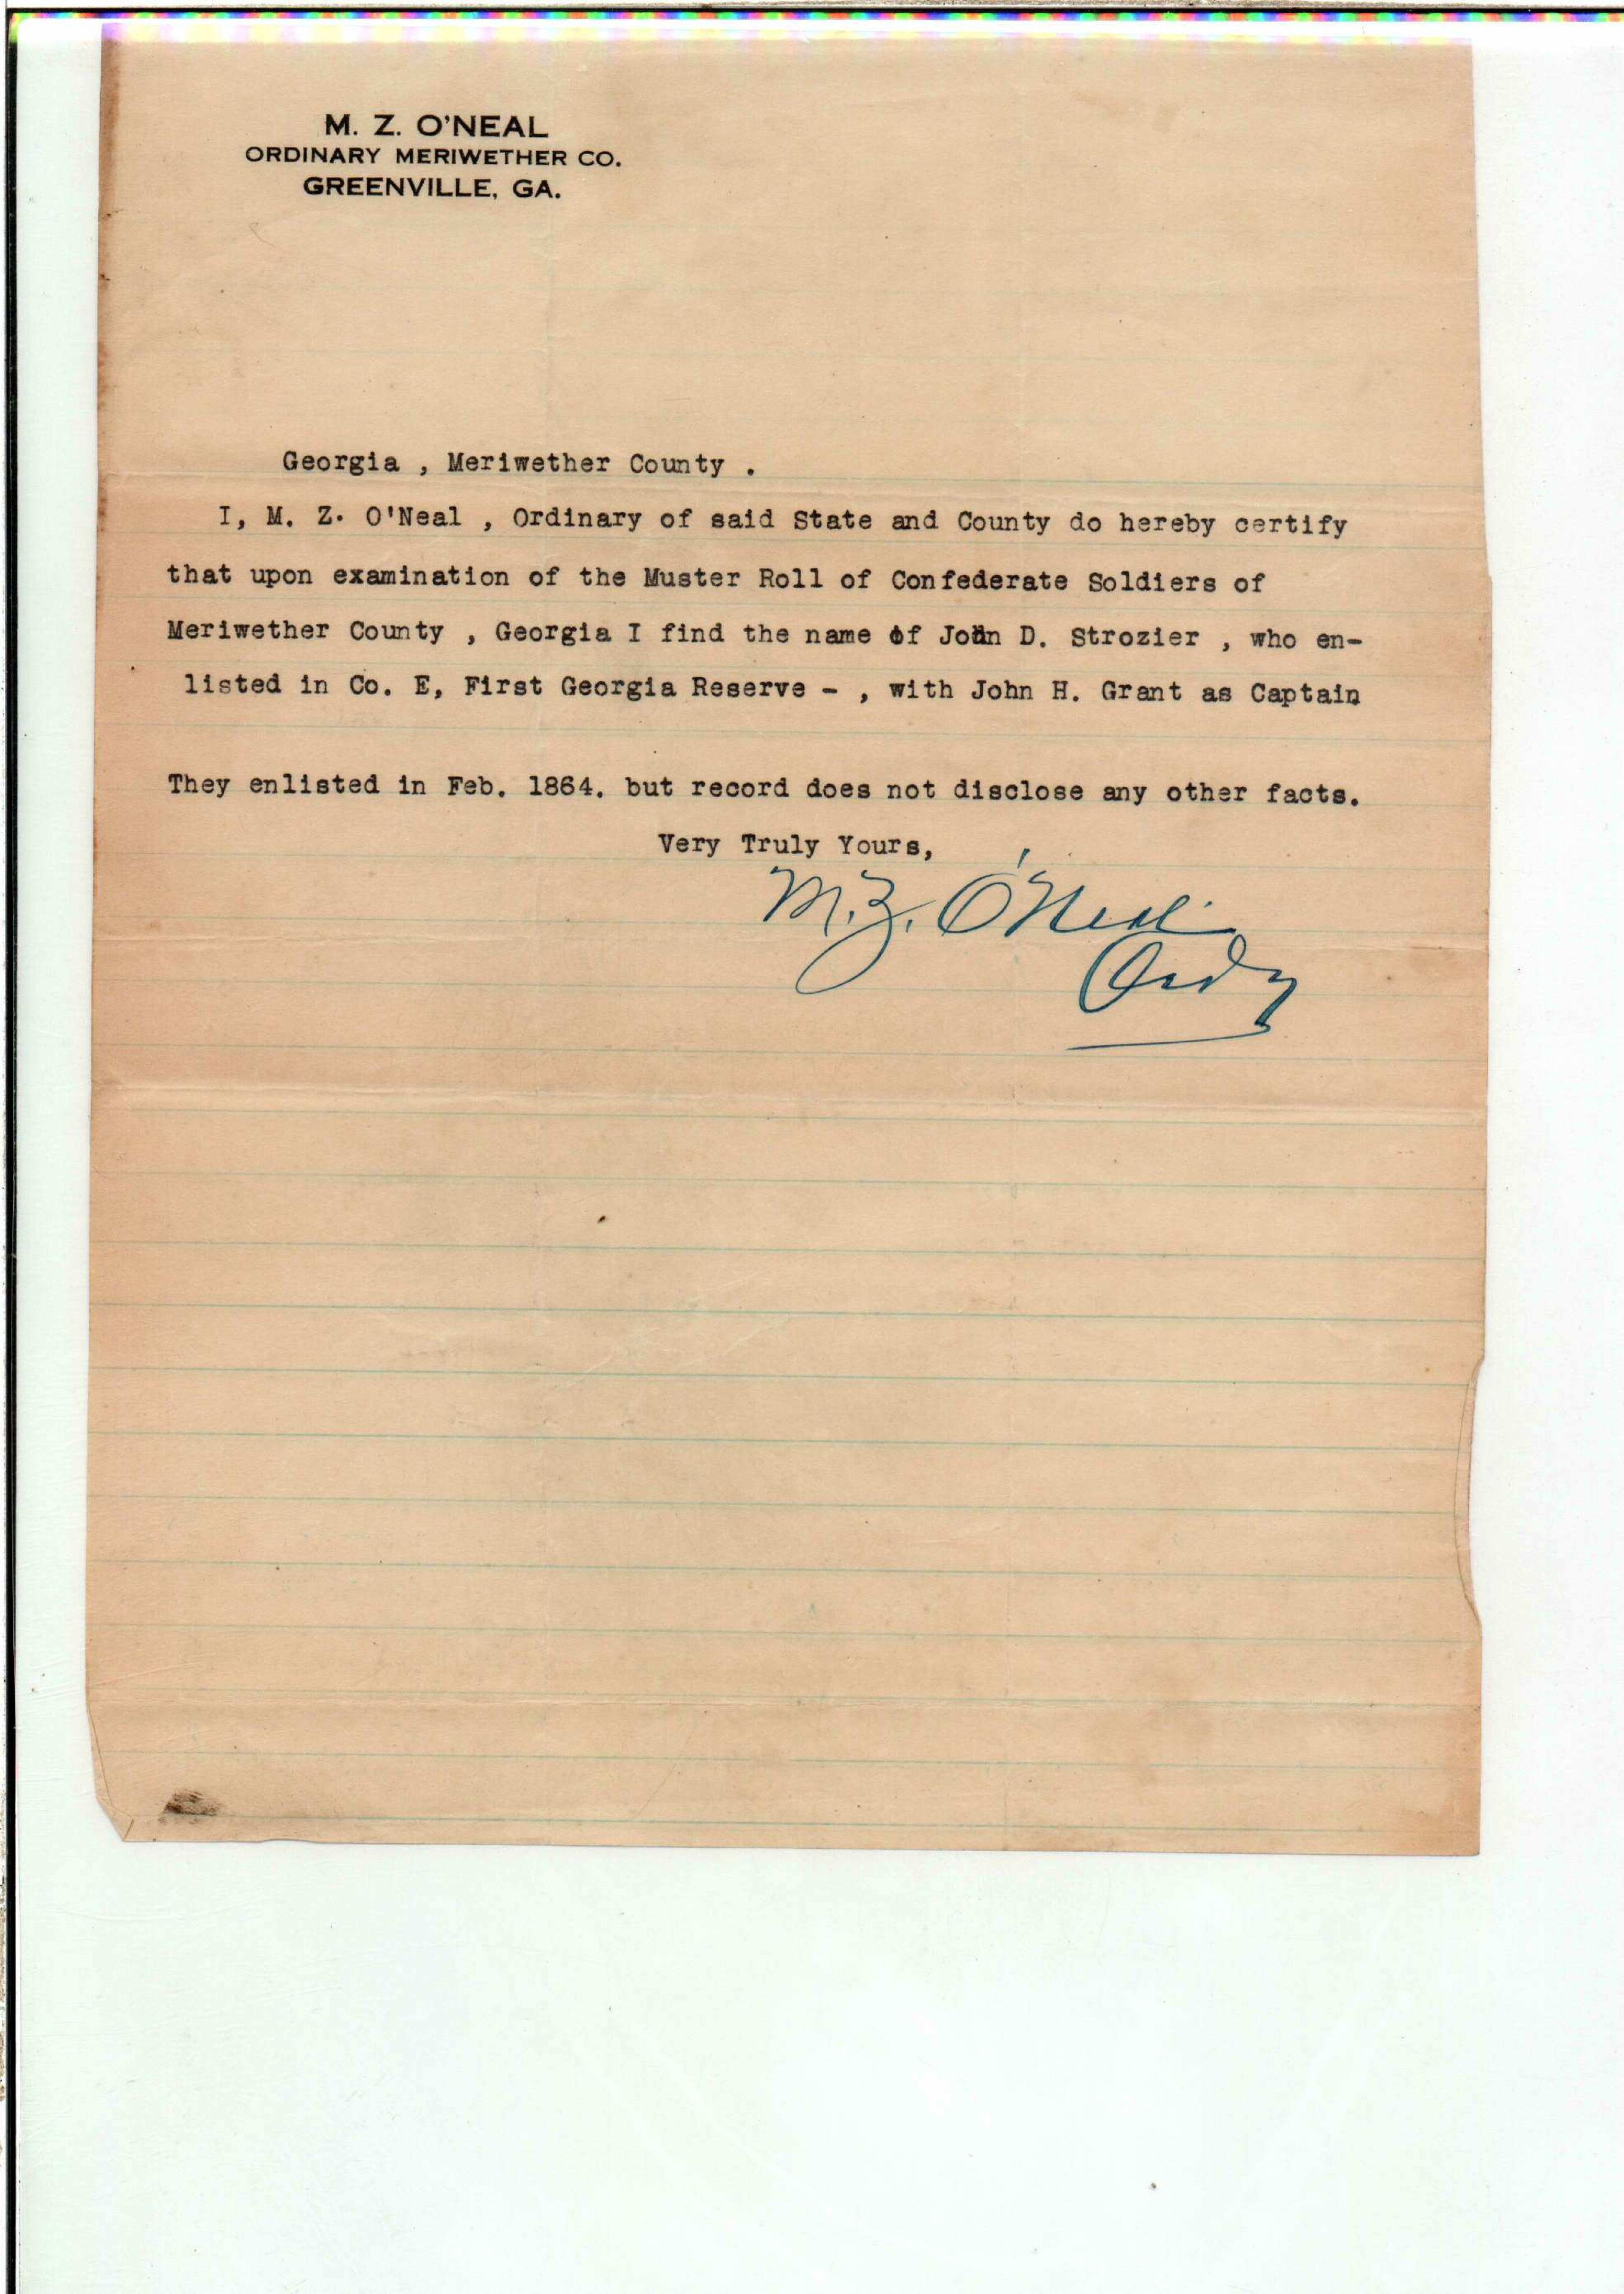 M. Z. O'NEAL
ORDINARY MERIWETHER CO.
GREENVILLE, GA.
Georgia , Meriwether County .
I, M. Z. O'Neal , Ordinary of said State and County do hereby certify
that upon examination of the Muster Roll of Confederate Soldiers of
Meriwether County , Georgia I find the name of John D. Strozier , who en-
listed in Co. E, First Georgia Reserve - , with John H. Grant as Captain
They enlisted in Feb. 1864. but record does not disclose any other facts.
Very Truly Yours,
M. Z. O'Neal
Ordy